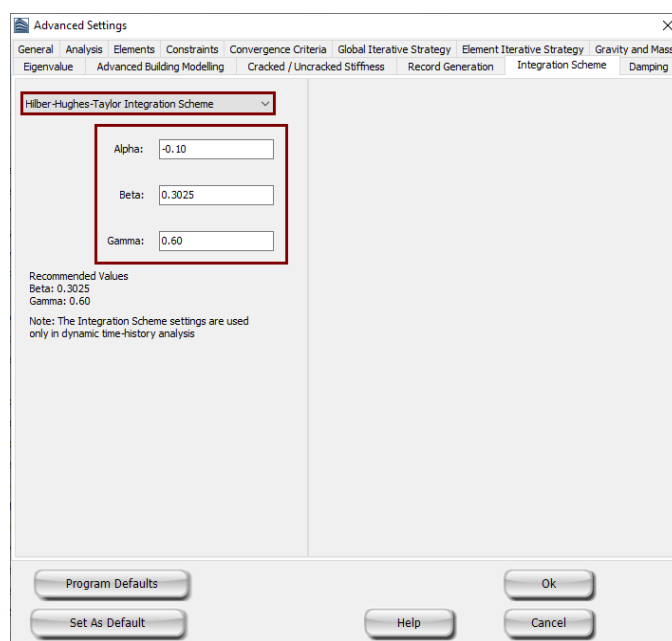 Advanced Settings
General Analysis Elements Constraints Convergence Criteria Global Iterative Strategy Element Iterative Strategy Gravity and Mass
Eigenvalue Advanced Building Modelling Cracked / Uncracked Stiffness Record Generation Integration Scheme Damping
Hilber-Hughes-Taylor Integration Scheme
Alpha: -0.10
Beta: 0.3025
Gamma: 0.60
Recommended Values
Beta: 0.3025
Gamma: 0.60
Note: The Integration Scheme settings are used
only in dynamic time-history analysis
Program Defaults Ok
Set As Default Help Cancel